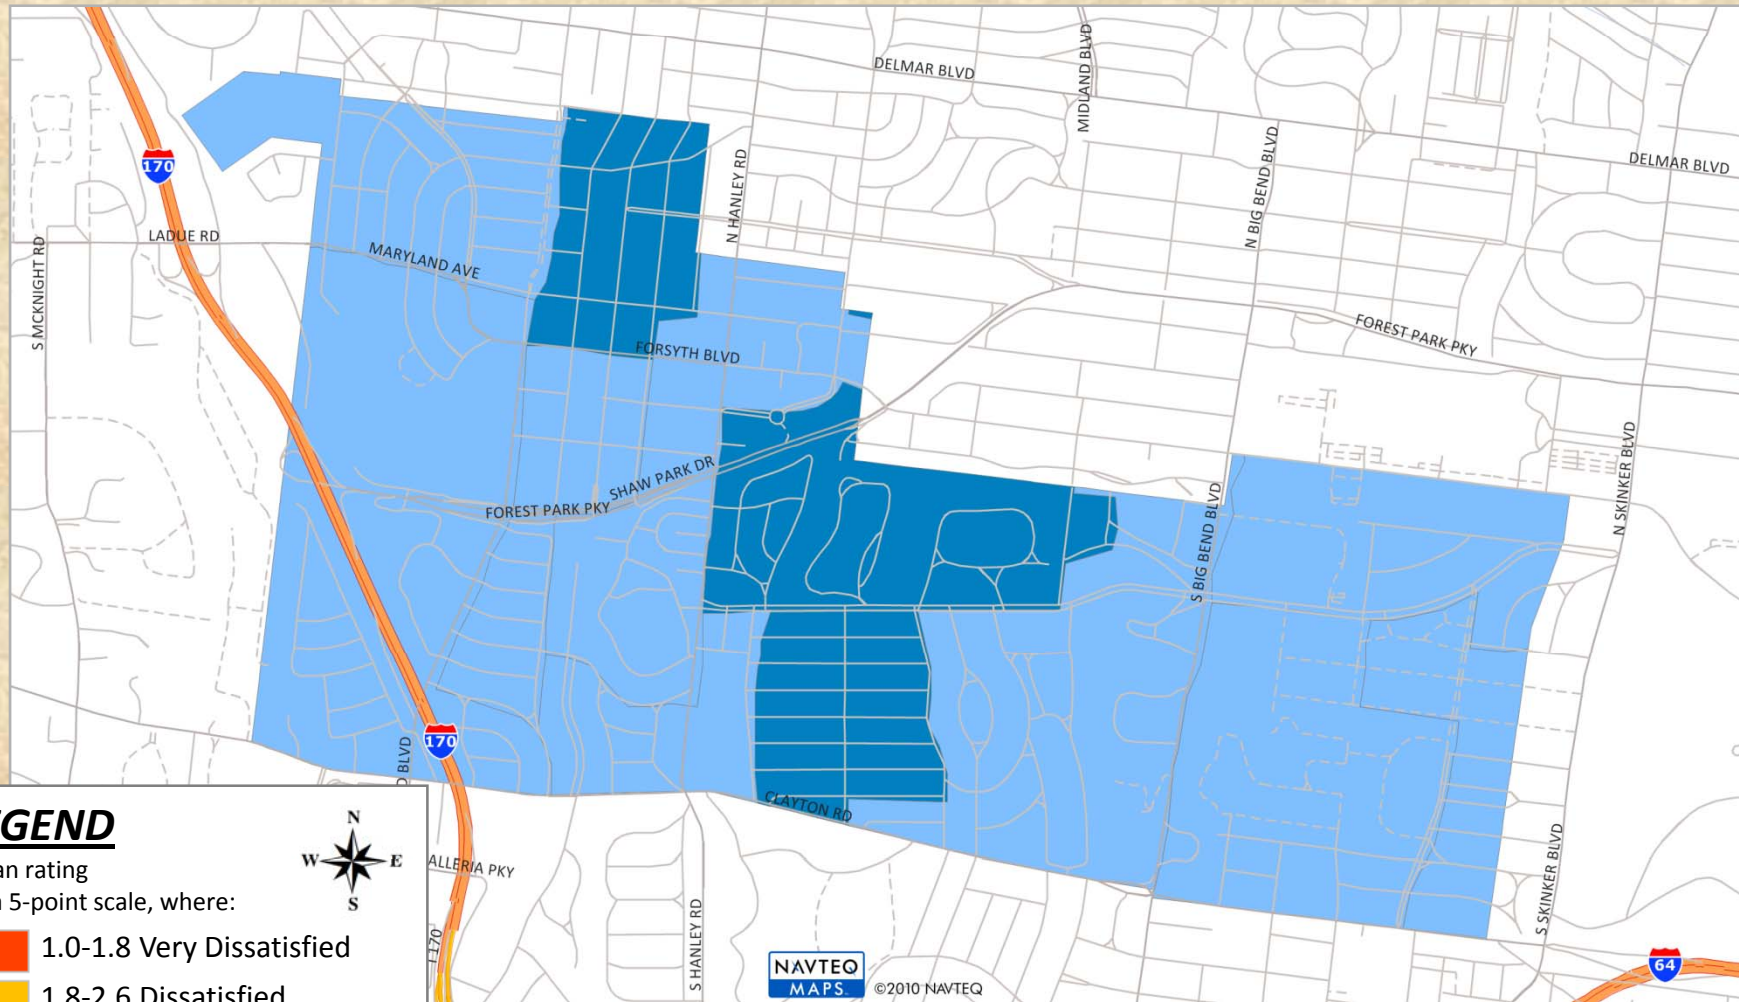 DELMAR BLVD
MIDLAND BLVD
N BIG BEND BLVD
DELMAR BLVD
170
N HANLEY RD
LADUE RD
S MCKNIGHT RD
MARYLAND AVE
FORSYTH BLVD
FOREST PARK PKY
SHAW PARK DR
FOREST PARK PKY
S BIG BEND BLVD
N SKINKER BLVD
170
D BLVD
CLAYTON RD
ALLERIA PKY
I 170
S HANLEY RD
S SKINKER BLVD
64
EGEND
N
W E
S
an rating
5-point scale, where:
1.0-1.8 Very Dissatisfied
1.8-2.6 Dissatisfied
NAVTEQ
MAPS
©2010 NAVTEQ